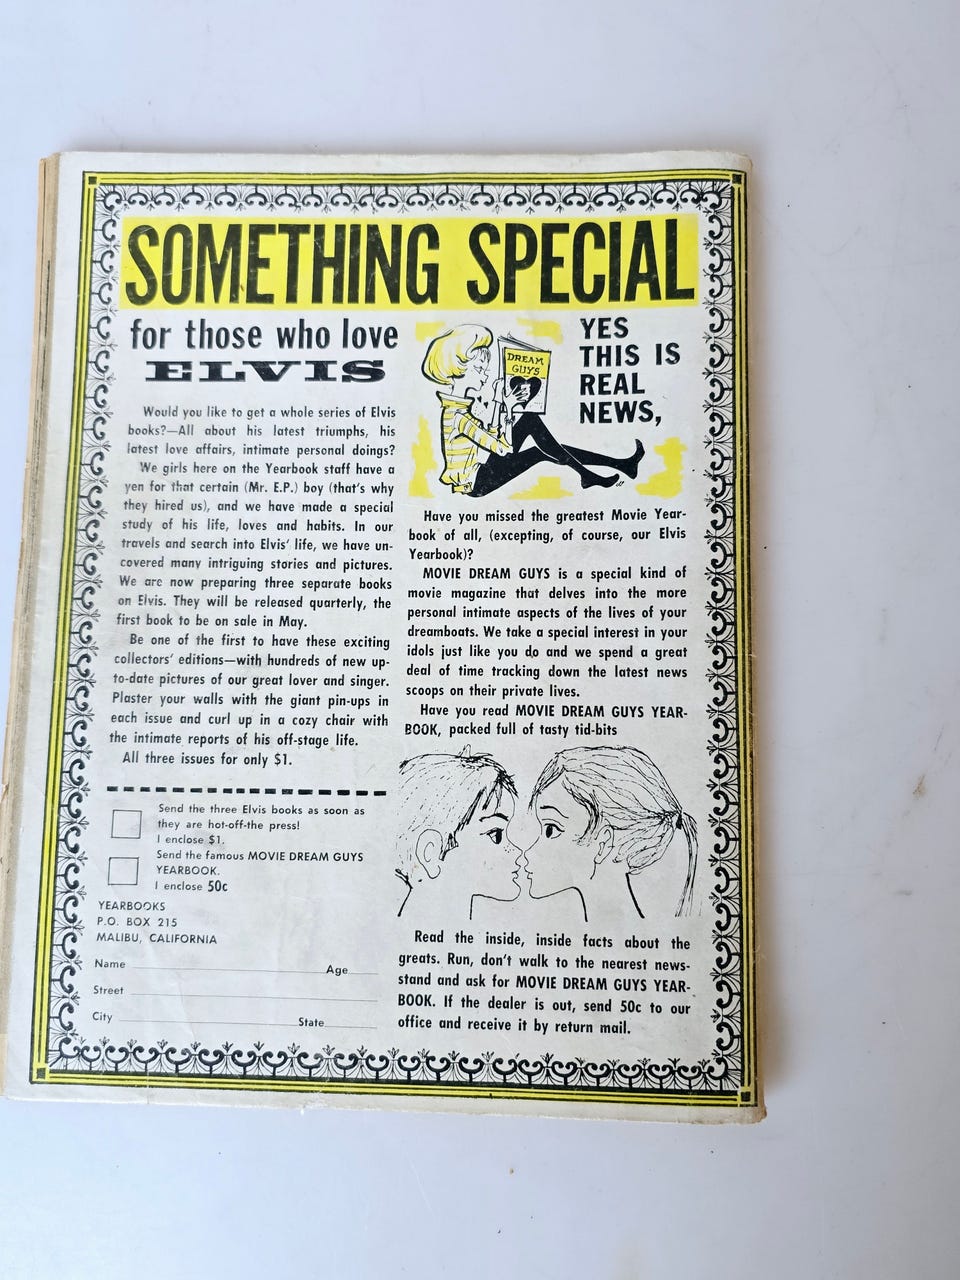 SOMETHING SPECIAL
for those who love
ELVIS
Would you like to get a whole series of Elvis
books?—All about his latest triumphs, his
latest love affairs, intimate personal doings?
We girls here on the Yearbook staff have a
yen for that certain (Mr. E.P.) boy (that's why
they hired us), and we have made a special
study of his life, loves and habits. In our
travels and search into Elvis' life, we have un-
covered many intriguing stories and pictures.
We are now preparing three separate books
on Elvis. They will be released quarterly, the
first book to be on sale in May.
Be one of the first to have these exciting
collectors' editions—with hundreds of new up-
to-date pictures of our great lover and singer.
Plaster your walls with the giant pin-ups in
each issue and curl up in a cozy chair with
the intimate reports of his off-stage life.
All three issues for only $1.
Send the three Elvis books as soon as
they are hot-off-the press!
I enclose $1.
Send the famous MOVIE DREAM GUYS
YEARBOOK.
I enclose 50c
YEARBOOKS
P.O. BOX 215
MALIBU, CALIFORNIA
Name Age
Street
City State
DREAM
GUYS
YES
THIS IS
REAL
NEWS,
Have you missed the greatest Movie Year-
book of all, (excepting, of course, our Elvis
Yearbook)?
MOVIE DREAM GUYS is a special kind of
movie magazine that delves into the more
personal intimate aspects of the lives of your
dreamboats. We take a special interest in your
idols just like you do and we spend a great
deal of time tracking down the latest news
scoops on their private lives.
Have you read MOVIE DREAM GUYS YEAR-
BOOK, packed full of tasty tid-bits
Read the inside, inside facts about the
greats. Run, don't walk to the nearest news-
stand and ask for MOVIE DREAM GUYS YEAR-
BOOK. If the dealer is out, send 50c to our
office and receive it by return mail.